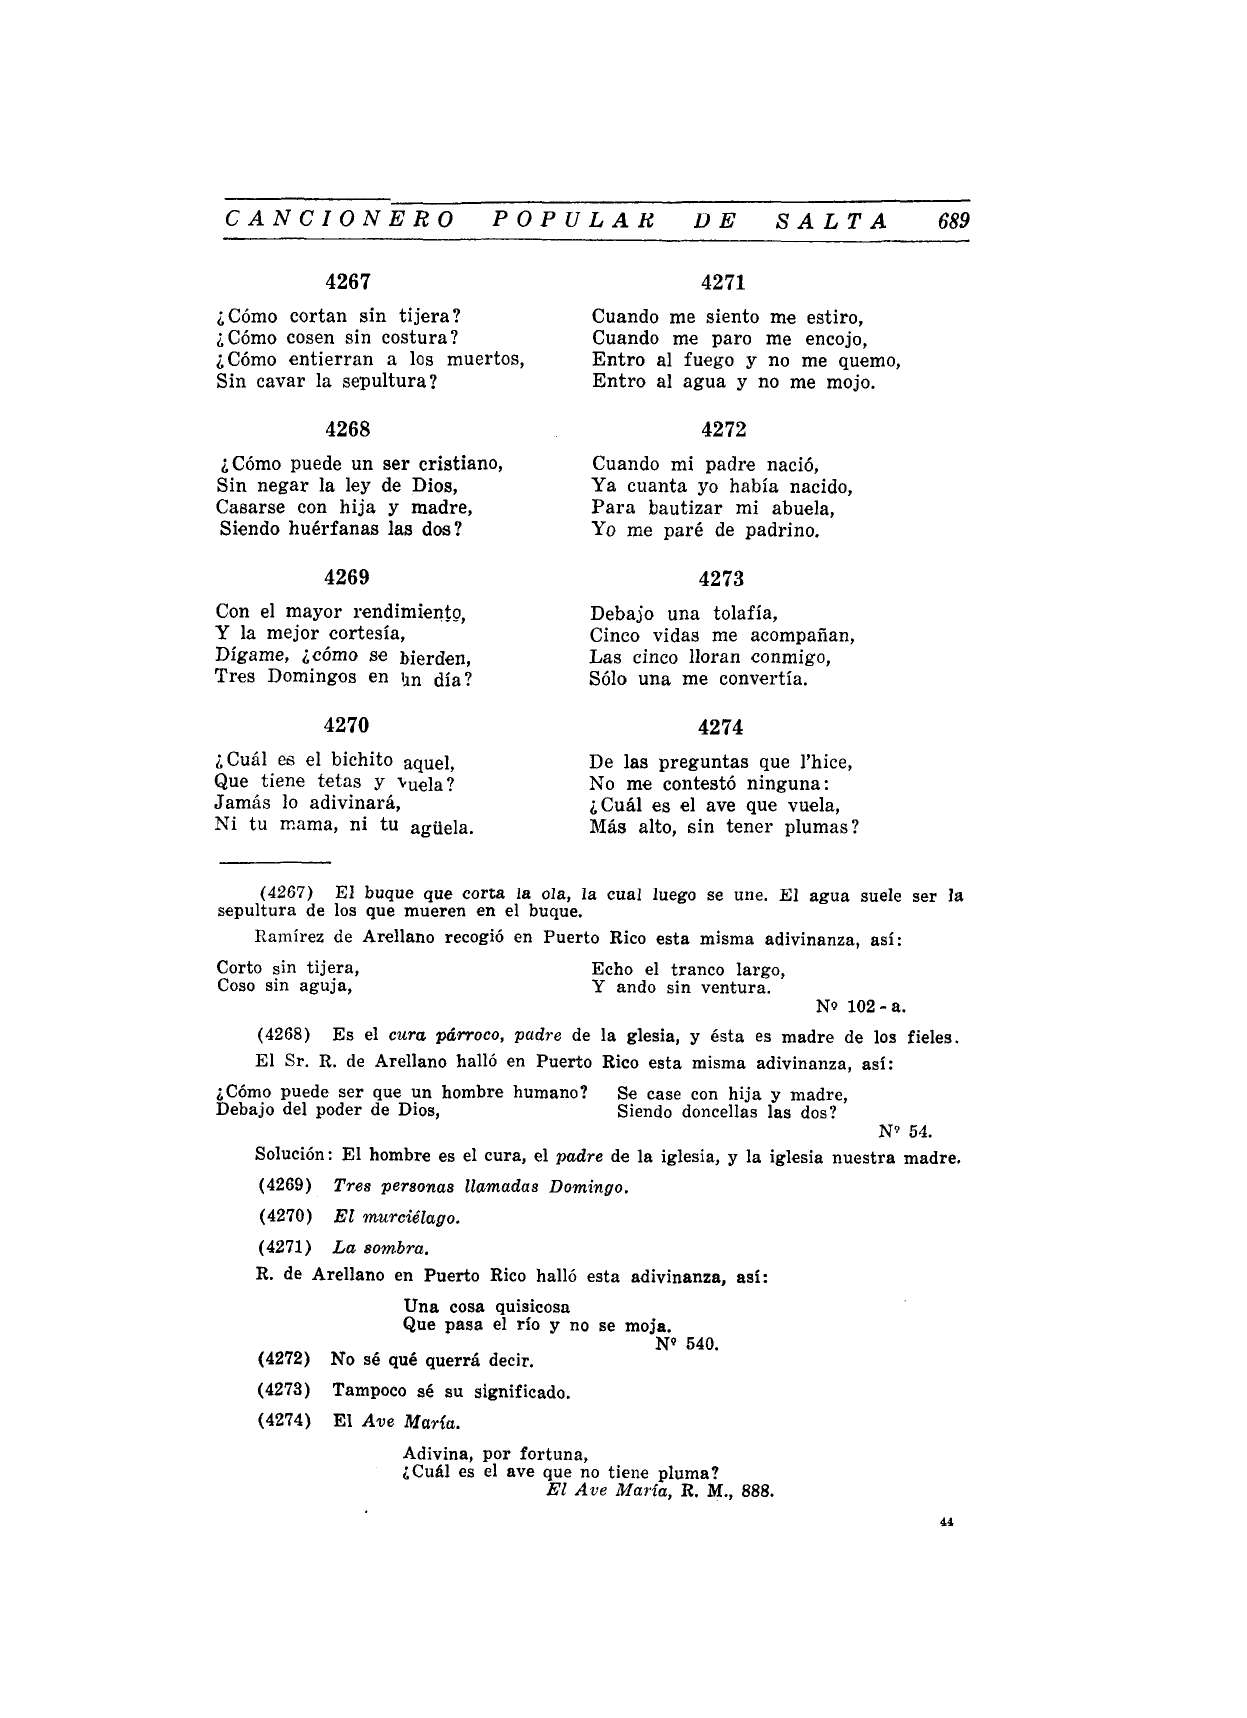 CANCIONERO POPULAR DE SALTA 689
4267
¿Cómo cortan sin tijera?
¿Cómo cosen sin costura?
¿Cómo entierran a los muertos,
Sin cavar la sepultura?
4268
¿Cómo puede un ser cristiano,
Sin negar la ley de Dios,
Casarse con hija y madre,
Siendo huérfanas las dos?
4269
Con el mayor rendimiento,
Y la mejor cortesía,
Dígame, ¿cómo se bierden,
Tres Domingos en un día?
4270
¿Cuál es el bichito aquel,
Que tiene tetas y vuela?
Jamás lo adivinará,
Ni tu mama, ni tu agüela.
4271
Cuando me siento me estiro,
Cuando me paro me encojo,
Entro al fuego y no me quemo,
Entro al agua y no me mojo.
4272
Cuando mi padre nació,
Ya cuanta yo había nacido,
Para bautizar mi abuela,
Yo me paré de padrino.
4273
Debajo una tolafía,
Cinco vidas me acompañan,
Las cinco lloran conmigo,
Sólo una me convertía.
4274
De las preguntas que l'hice,
No me contestó ninguna:
¿Cuál es el ave que vuela,
Más alto, sin tener plumas?
(4267) El buque que corta la ola, la cual luego se une. El agua suele ser la
sepultura de los que mueren en el buque.
Ramírez de Arellano recogió en Puerto Rico esta misma adivinanza, así:
Corto sin tijera,
Coso sin aguja,
Echo el tranco largo,
Y ando sin ventura.
Nº 102-a.
(4268) Es el cura párroco, padre de la glesia, y ésta es madre de los fieles.
El Sr. R. de Arellano halló en Puerto Rico esta misma adivinanza, así:
¿Cómo puede ser que un hombre humano?
Debajo del poder de Dios,
Se case con hija y madre,
Siendo doncellas las dos?
Nº 54.
Solución: El hombre es el cura, el padre de la iglesia, y la iglesia nuestra madre.
(4269) Tres personas llamadas Domingo.
(4270) El murciélago.
(4271) La sombra.
R. de Arellano en Puerto Rico halló esta adivinanza, así:
Una cosa quisicosa
Que pasa el río y no se moja.
Nº 540.
(4272) No sé qué querrá decir.
(4273) Tampoco sé su significado.
(4274) El Ave María.
Adivina, por fortuna,
¿Cuál es el ave que no tiene pluma?
El Ave María, R. M., 888.
44